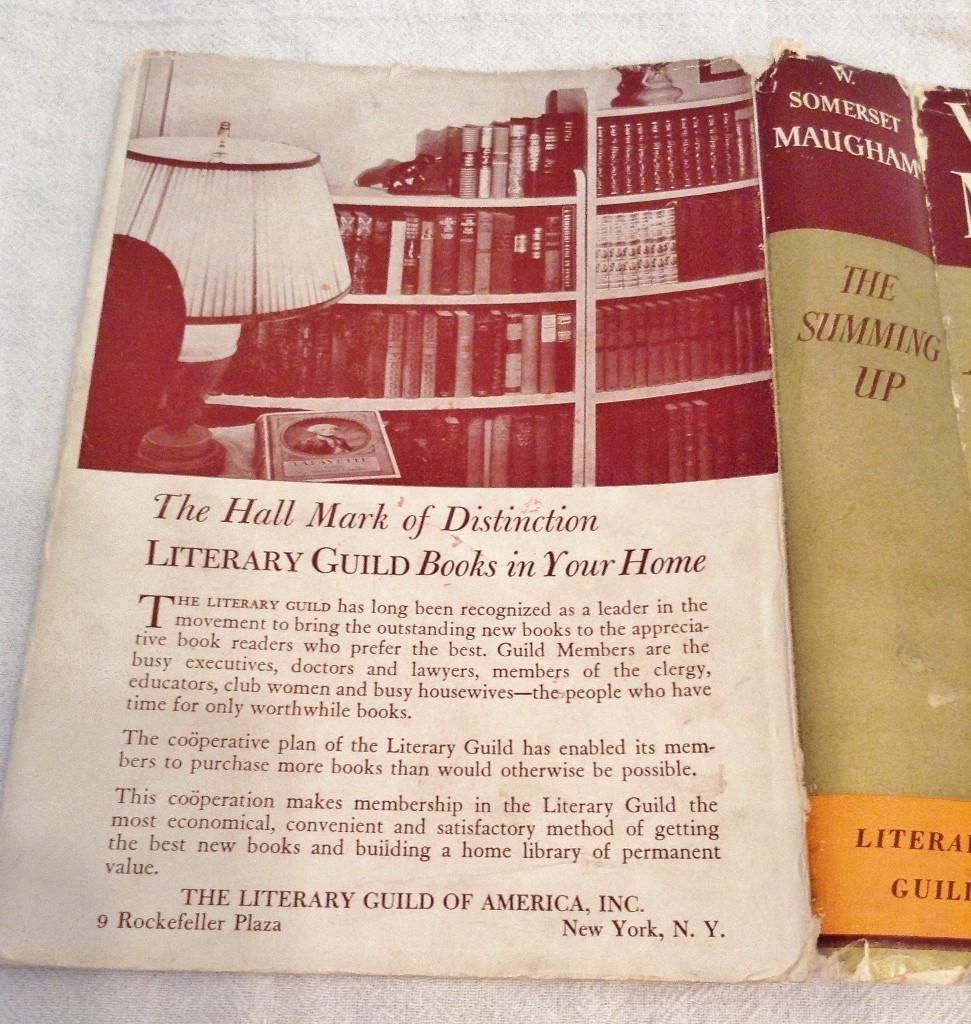 The Hall Mark of Distinction
LITERARY GUILD Books in Your Home
THE LITERARY GUILD has long been recognized as a leader in the
movement to bring the outstanding new books to the apprecia-
tive book readers who prefer the best. Guild Members are the
busy executives, doctors and lawyers, members of the clergy,
educators, club women and busy housewives—the people who have
time for only worthwhile books.
The coöperative plan of the Literary Guild has enabled its mem-
bers to purchase more books than would otherwise be possible.
This coöperation makes membership in the Literary Guild the
most economical, convenient and satisfactory method of getting
the best new books and building a home library of permanent
value.
THE LITERARY GUILD OF AMERICA, INC.
9 Rockefeller Plaza New York, N. Y.
LAFAYETTE
W.
SOMERSET
MAUGHAM
THE
SUMMING
UP
LITERA
GUIL